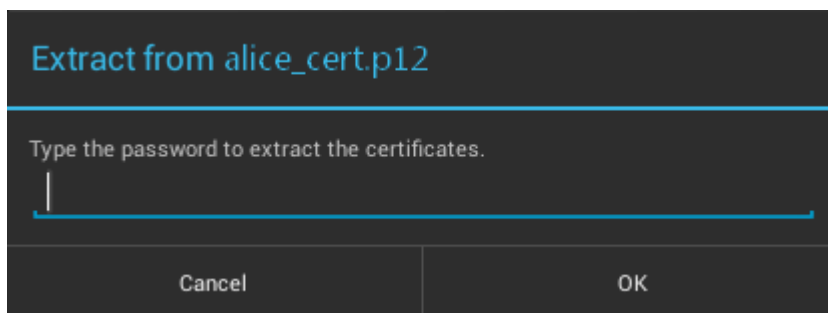 Extract from alice_cert.p12
Type the password to extract the certificates.
Cancel
OK